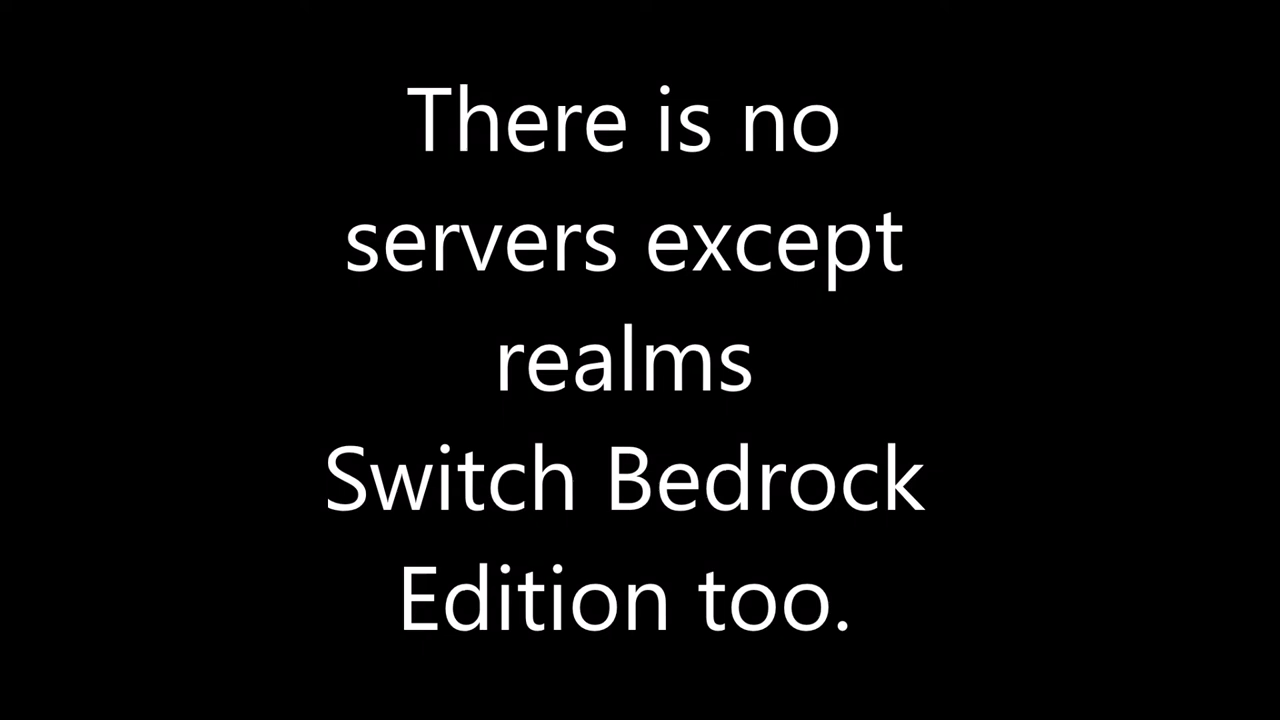 There is no
servers except
realms
Switch Bedrock
Edition too.